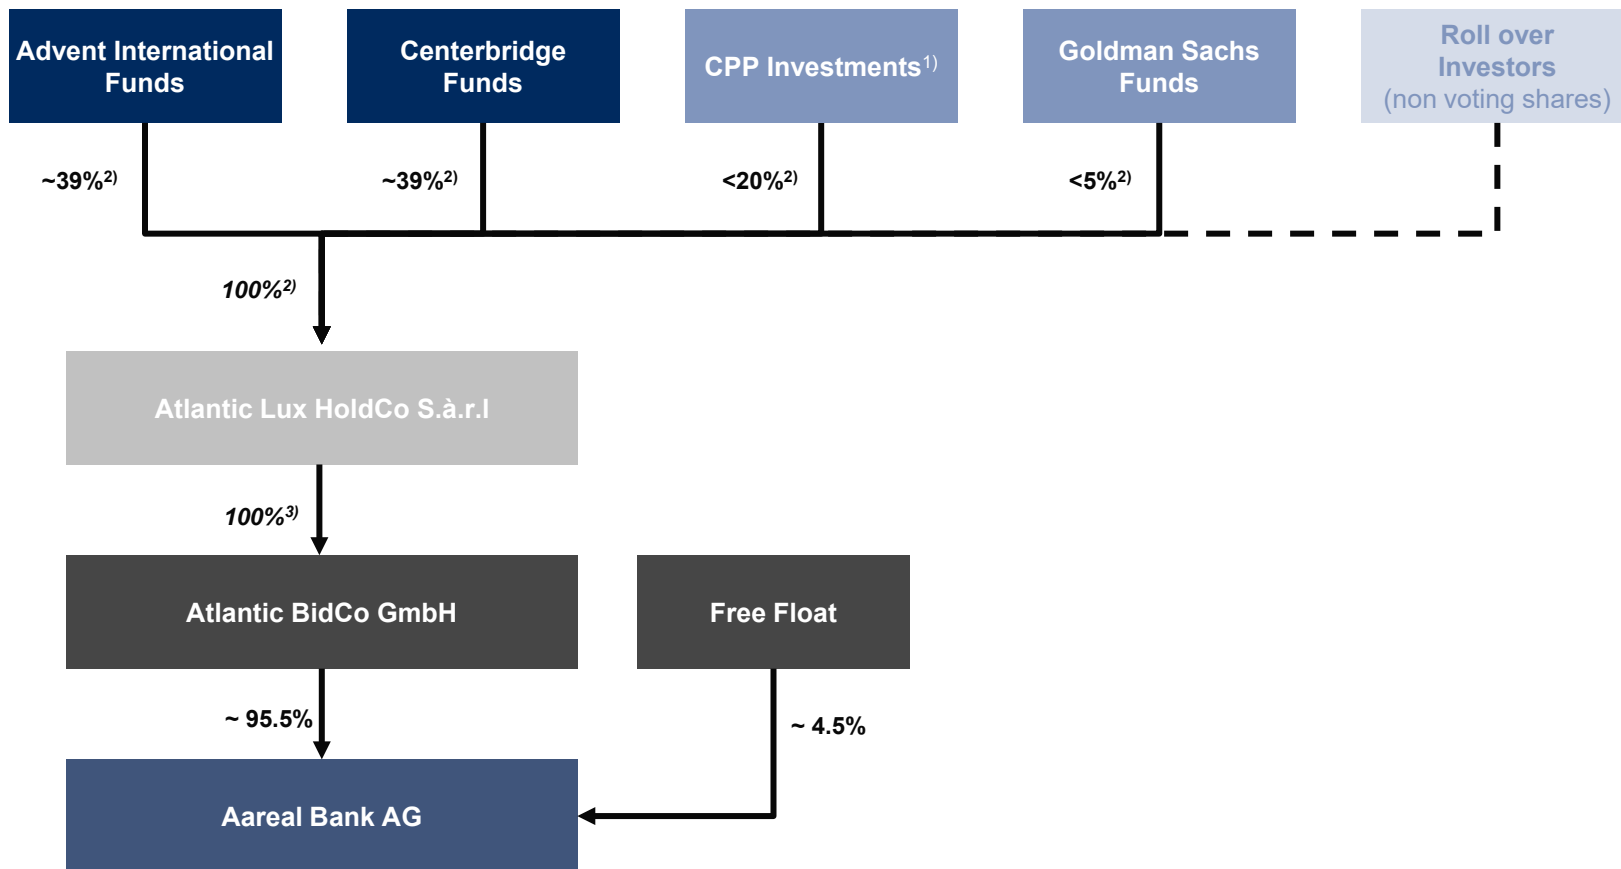 Advent International
Funds
Centerbridge
Funds
CPP Investments¹⁾
Goldman Sachs
Funds
Roll over
Investors
(non voting shares)
~39%²⁾
~39%²⁾
<20%²⁾
<5%²⁾
100%²⁾
Atlantic Lux HoldCo S.à.r.l
100%³⁾
Atlantic BidCo GmbH
Free Float
~ 95.5%
~ 4.5%
Aareal Bank AG